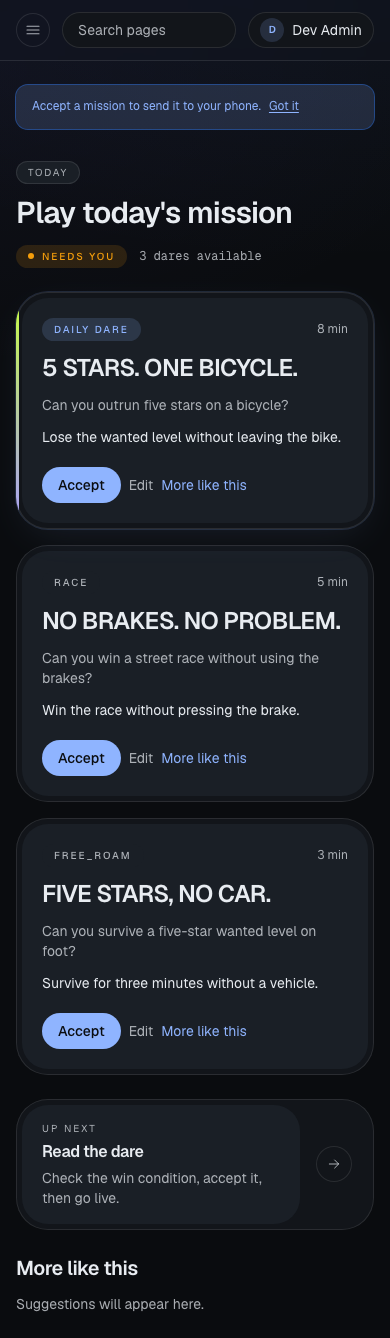 Search pages
D
Dev Admin
Accept a mission to send it to your phone. Got it
TODAY
Play today's mission
NEEDS YOU
3 dares available
DAILY DARE
8 min
5 STARS. ONE BICYCLE.
Can you outrun five stars on a bicycle?
Lose the wanted level without leaving the bike.
Accept Edit More like this
RACE
5 min
NO BRAKES. NO PROBLEM.
Can you win a street race without using the
brakes?
Win the race without pressing the brake.
Accept Edit More like this
FREE_ROAM
3 min
FIVE STARS, NO CAR.
Can you survive a five-star wanted level on
foot?
Survive for three minutes without a vehicle.
Accept Edit More like this
UP NEXT
Read the dare
Check the win condition, accept it,
then go live.
More like this
Suggestions will appear here.